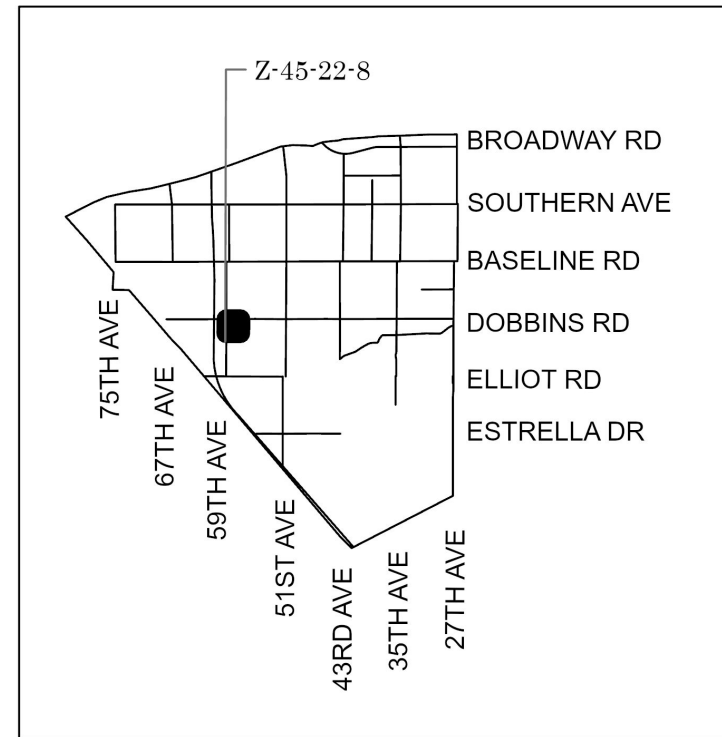 Z-45-22-8
BROADWAY RD
SOUTHERN AVE
BASELINE RD
DOBBINS RD
ELLIOT RD
ESTRELLA DR
75TH AVE
67TH AVE
59TH AVE
51ST AVE
43RD AVE
35TH AVE
27TH AVE